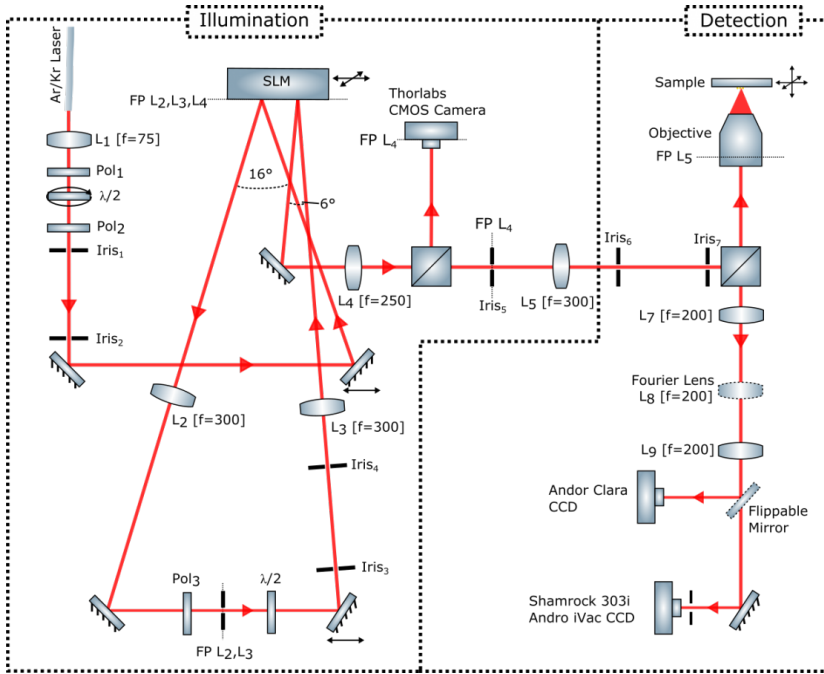 Illumination
Detection
Ar/Kr Laser
L1 [f=75]
Pol1
λ/2
Pol2
Iris1
Iris2
SLM
FP L2,L3,L4
16°
6°
Thorlabs
CMOS Camera
FP L4
L4 [f=250]
FP L4
Iris5
L5 [f=300]
Iris6
Iris7
Sample
Objective
FP L5
L7 [f=200]
Fourier Lens
L8 [f=200]
L9 [f=200]
Andor Clara
CCD
Flippable
Mirror
Shamrock 303i
Andro iVac CCD
L2 [f=300]
L3 [f=300]
Iris4
Iris3
Pol3
λ/2
FP L2,L3